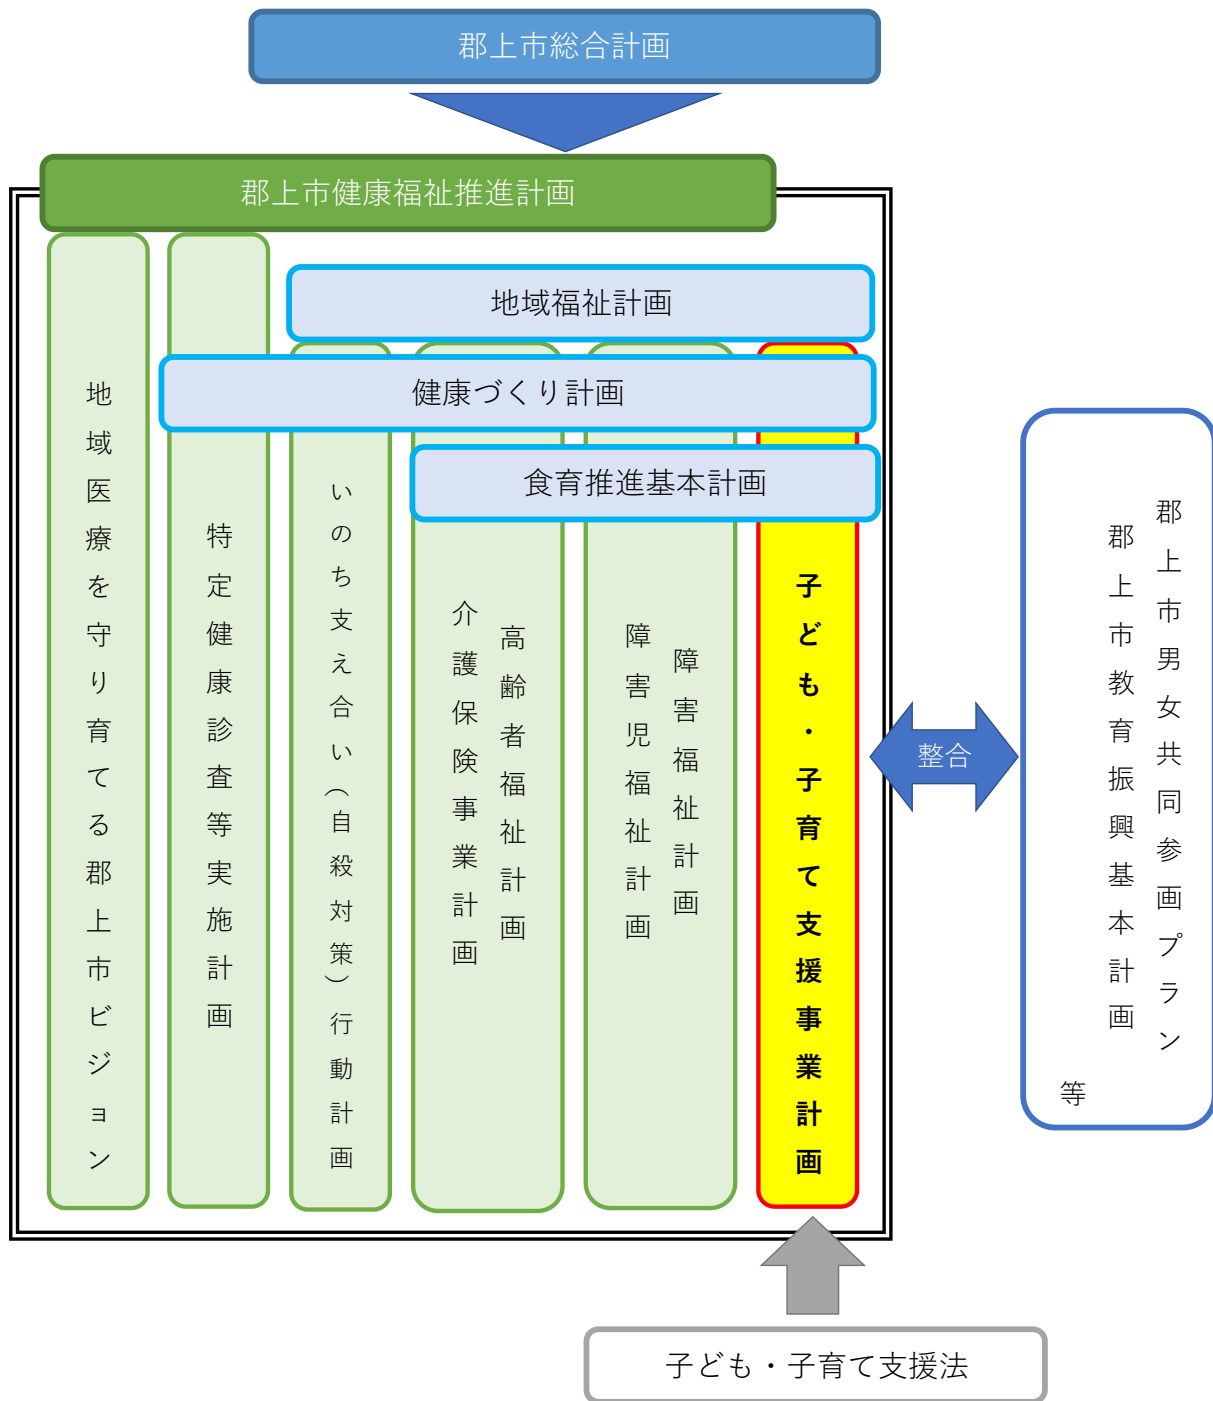 郡上市総合計画
郡上市健康福祉推進計画
地域福祉計画
健康づくり計画
食育推進基本計画
地域医療を守り育てる郡上市ビジョン
特定健康診査等実施計画
いのち支え合い（自殺対策）行動計画
高齢者福祉計画
介護保険事業計画
障害福祉計画
障害児福祉計画
子ども・子育て支援事業計画
整合
郡上市男女共同参画プラン
郡上市教育振興基本計画
等
子ども・子育て支援法